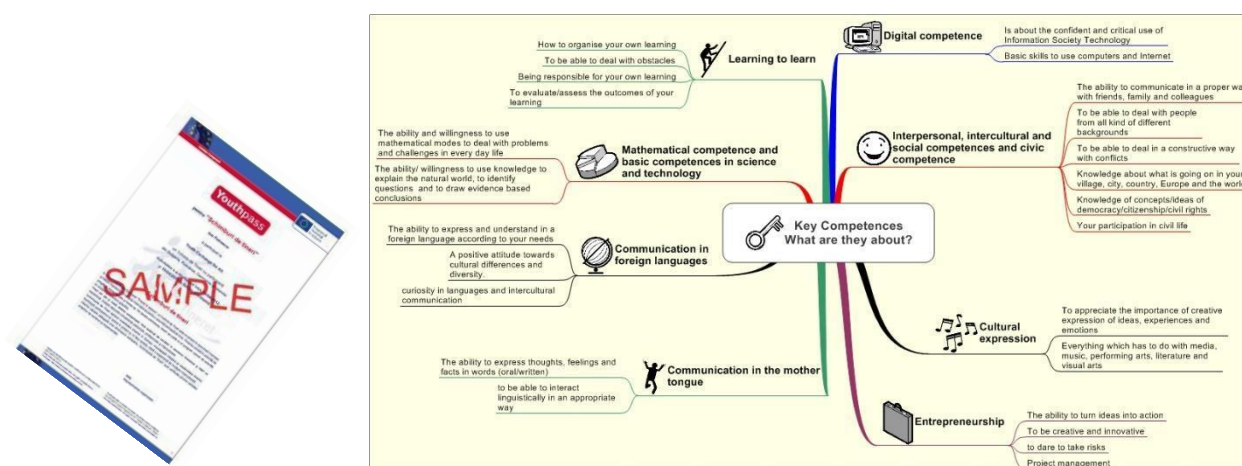 Youthpass
"Schimburi de tineri"
SAMPLE
Key Competences
What are they about?
Digital competence
Is about the confident and critical use of
Information Society Technology
Basic skills to use computers and Internet
Interpersonal, intercultural and
social competences and civic
competence
The ability to communicate in a proper wa
with friends, family and colleagues
To be able to deal with people
from all kind of different
backgrounds
To be able to deal in a constructive way
with conflicts
Knowledge about what is going on in your
village, city, country, Europe and the world
Knowledge of concepts/ideas of
democracy/citizenship/civil rights
Your participation in civil life
Cultural
expression
To appreciate the importance of creative
expression of ideas, experiences and
emotions
Everything which has to do with media,
music, performing arts, literature and
visual arts
Entrepreneurship
The ability to turn ideas into action
To be creative and innovative
to dare to take risks
Project management
Learning to learn
How to organise your own learning
To be able to deal with obstacles
Being responsible for your own learning
To evaluate/assess the outcomes of your
learning
Mathematical competence and
basic competences in science
and technology
The ability and willingness to use
mathematical modes to deal with problems
and challenges in every day life
The ability/ willingness to use knowledge to
explain the natural world, to identify
questions and to draw evidence based
conclusions
Communication in
foreign languages
The ability to express and understand in a
foreign language according to your needs
A positive attitude towards
cultural differences and
diversity.
curiosity in languages and intercultural
communication
Communication in the mother
tongue
The ability to express thoughts, feelings and
facts in words (oral/written)
to be able to interact
linguistically in an appropriate
way